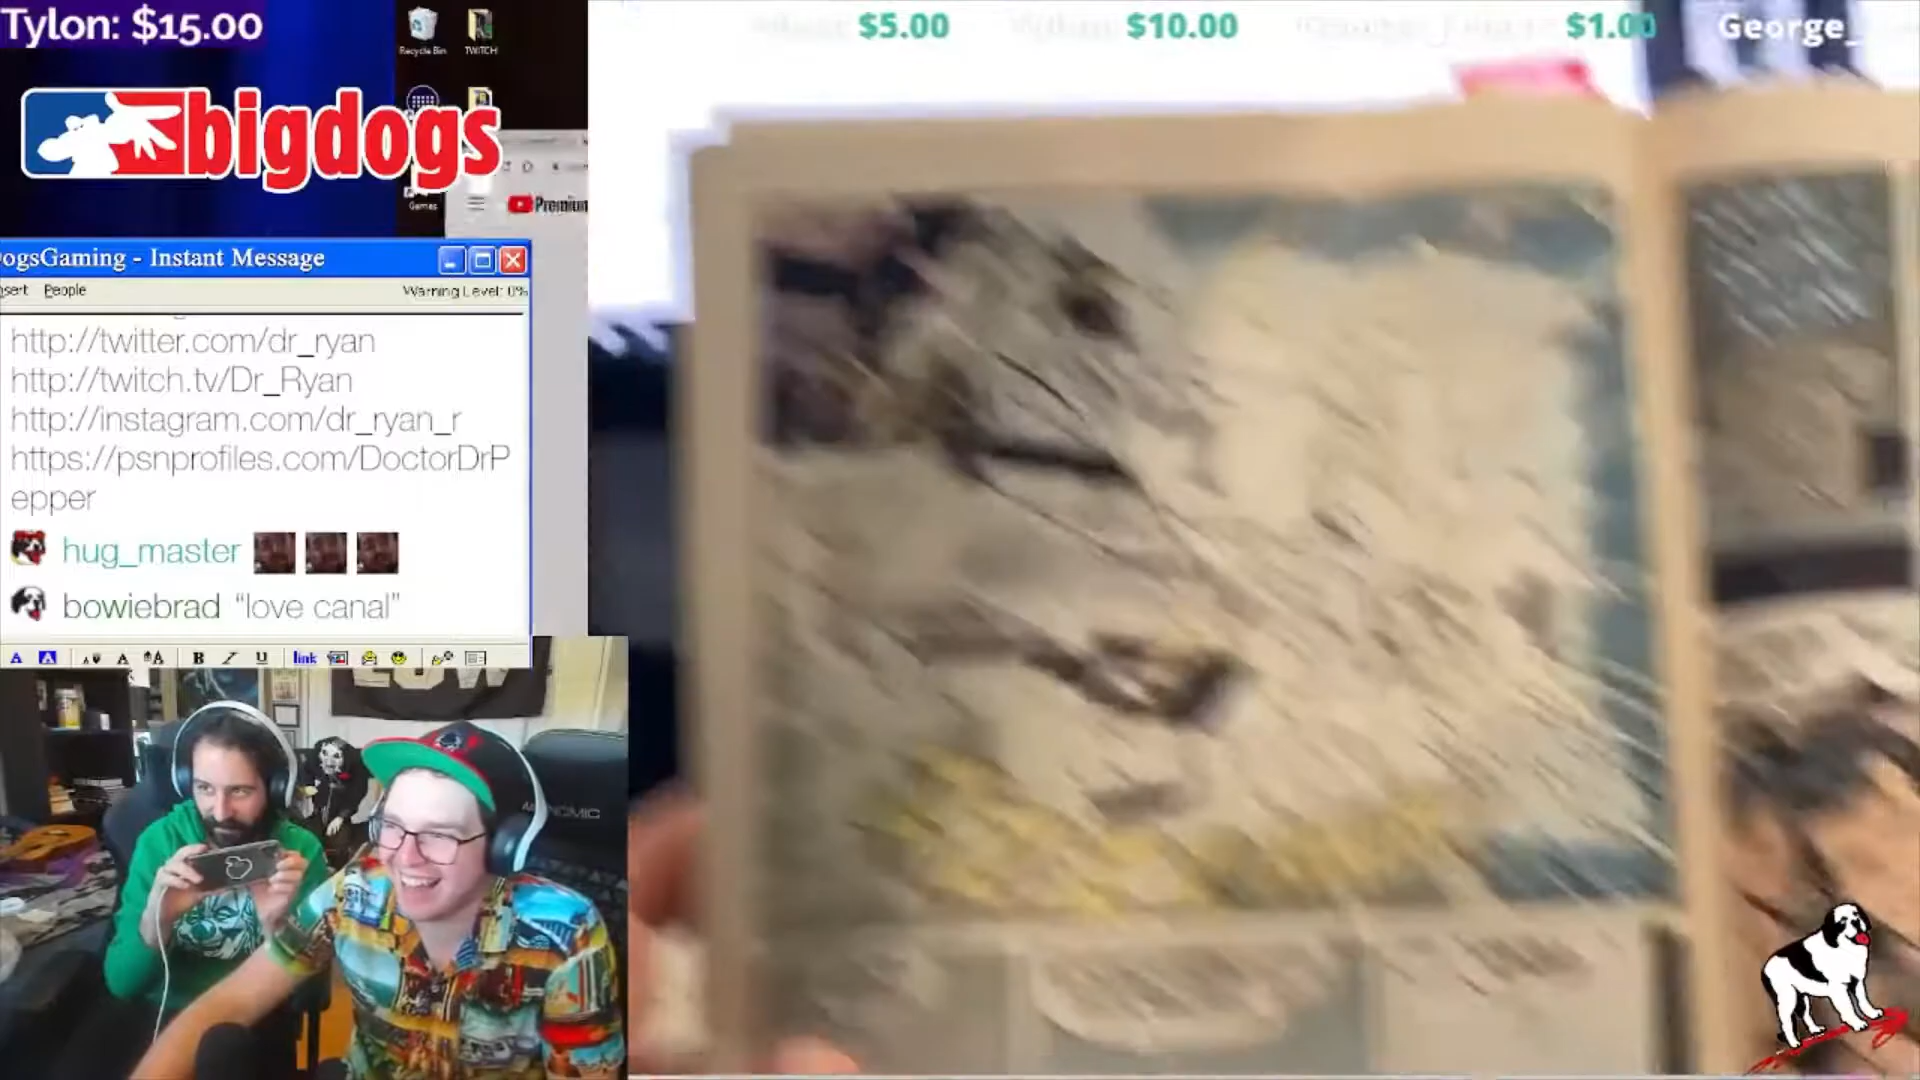 Tylon: $15.00
$5.00
$10.00
$1.00
George_
Recycle Bin
TWITCH
bigdogs
Games
Premium
ogsGaming - Instant Message
sert People
Warning Level: 0%
http://twitter.com/dr_ryan
http://twitch.tv/Dr_Ryan
http://instagram.com/dr_ryan_r
https://psnprofiles.com/DoctorDrP
epper
hug_master
bowiebrad “love canal”
A A A A A B I U link